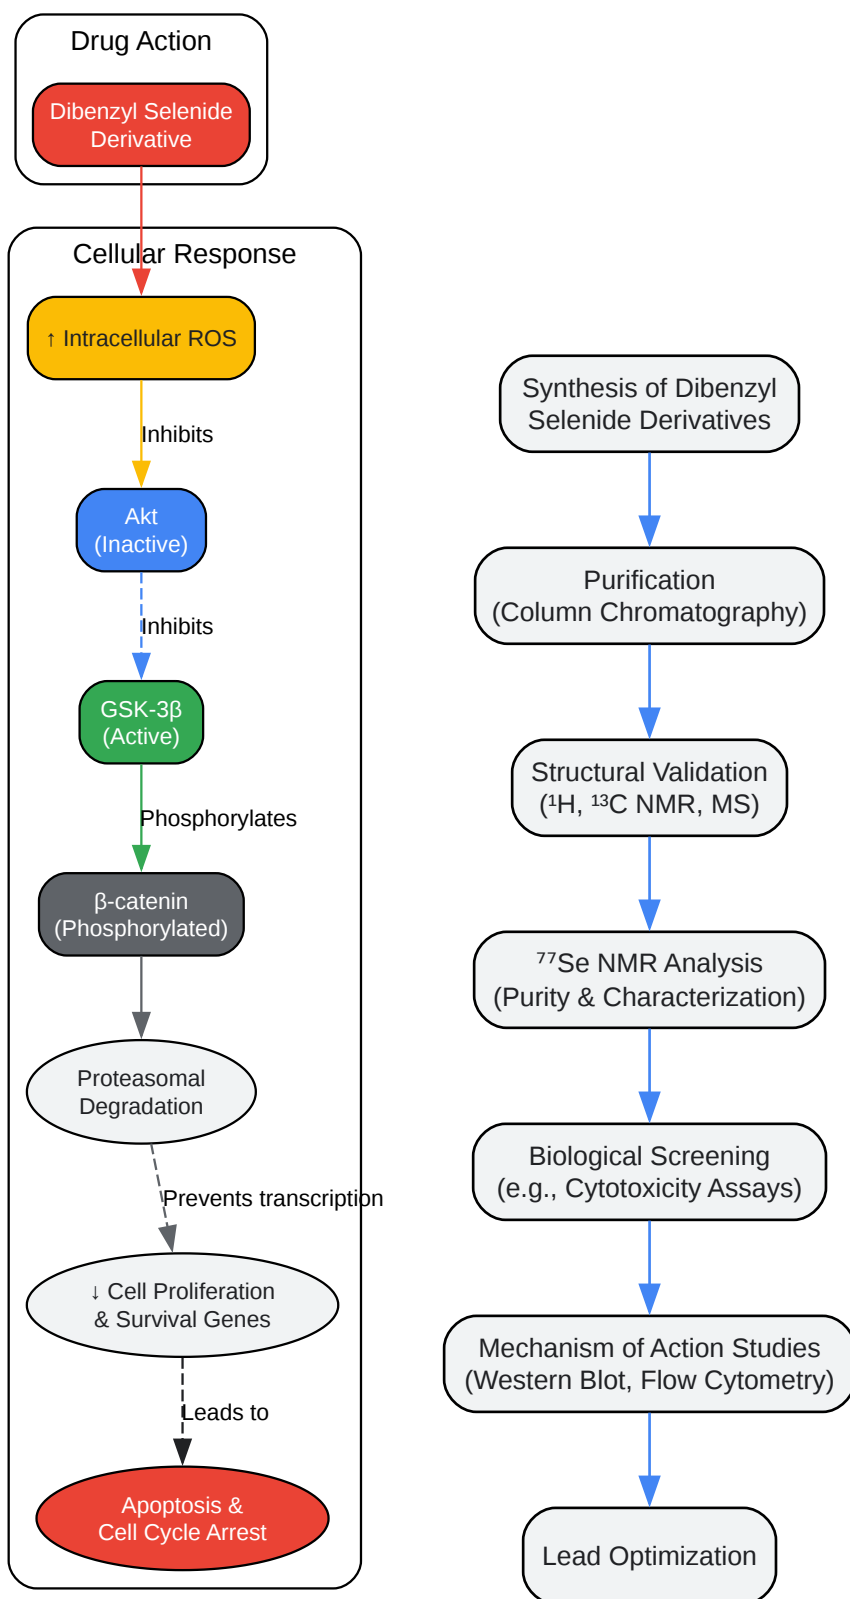 Drug Action
Dibenzyl Selenide
Derivative
Cellular Response
↑ Intracellular ROS
Inhibits
Akt
(Inactive)
Inhibits
GSK-3β
(Active)
Phosphorylates
β-catenin
(Phosphorylated)
Proteasomal
Degradation
Prevents transcription
↓ Cell Proliferation
& Survival Genes
Leads to
Apoptosis &
Cell Cycle Arrest
Synthesis of Dibenzyl
Selenide Derivatives
Purification
(Column Chromatography)
Structural Validation
(¹H, ¹³C NMR, MS)
⁷⁷Se NMR Analysis
(Purity & Characterization)
Biological Screening
(e.g., Cytotoxicity Assays)
Mechanism of Action Studies
(Western Blot, Flow Cytometry)
Lead Optimization